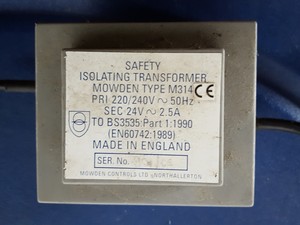 SAFETY
ISOLATING TRANSFORMER
MOWDEN TYPE M314 CE
PRI 220/240V ~ 50Hz
SEC 24V ~ 2.5A
TO BS3535 Part 1:1990
(EN60742:1989)
MADE IN ENGLAND
SER. No.
MOWDEN CONTROLS LTD NORTHALLERTON